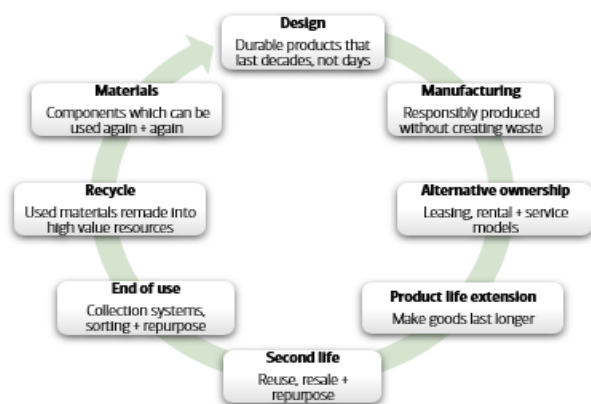 Design
Durable products that
last decades, not days
Manufacturing
Responsibly produced
without creating waste
Alternative ownership
Leasing, rental + service
models
Product life extension
Make goods last longer
Second life
Reuse, resale +
repurpose
End of use
Collection systems,
sorting + repurpose
Recycle
Used materials remade into
high value resources
Materials
Components which can be
used again + again